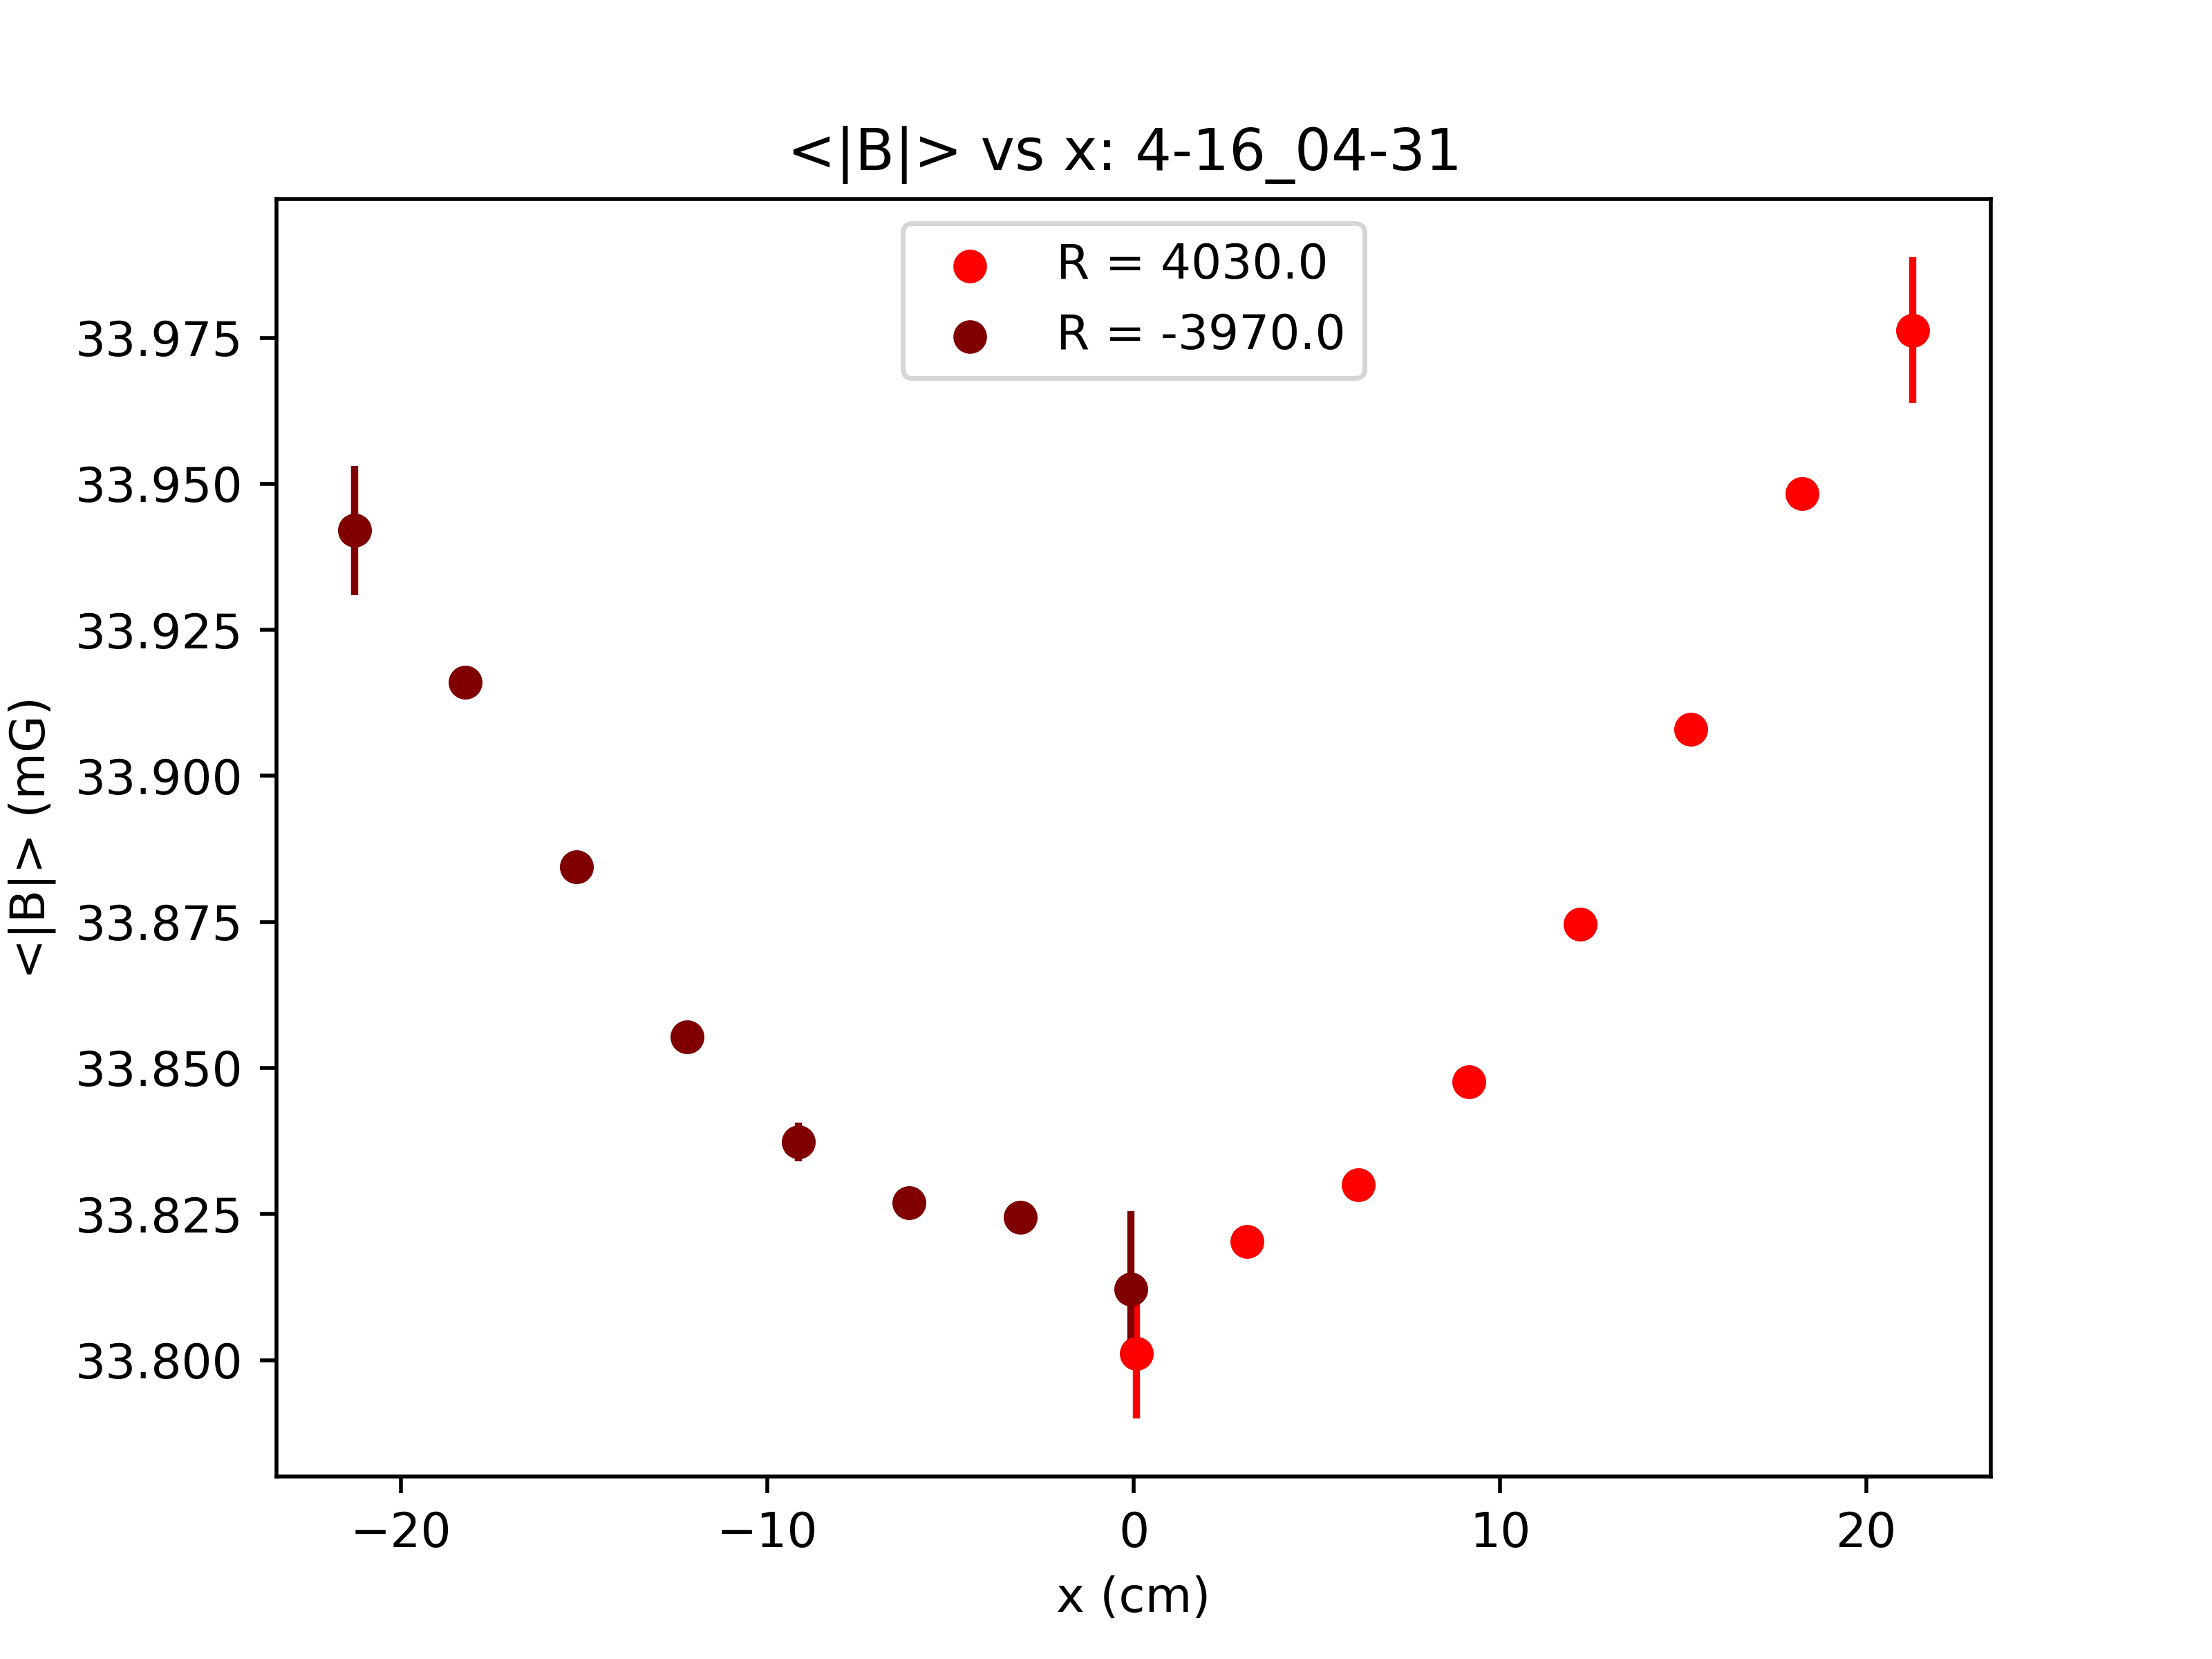 <|B|> vs x: 4-16_04-31
R = 4030.0
R = -3970.0
<|B|> (mG)
33.975
33.950
33.925
33.900
33.875
33.850
33.825
33.800
−20 −10 0 10 20
x (cm)